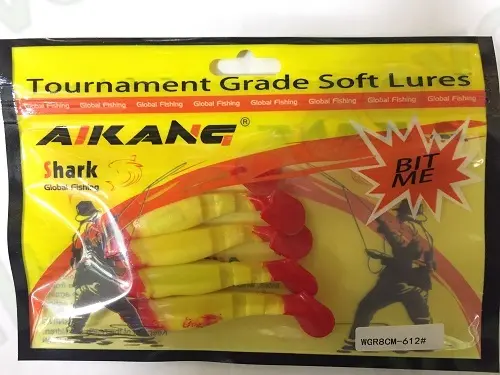 Tournament Grade Soft Lures
Global Fishing Global Fishing Global Fishing Global Fishing Global Fishing Global Fishing Global Fishing Global Fishing
AIKANG®
Shark
Global Fishing
BIT
ME
WGR8CM-612#